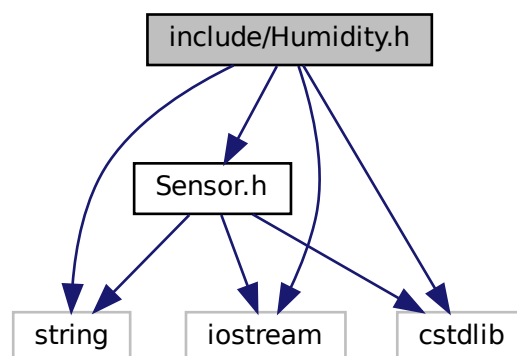 include/Humidity.h
Sensor.h
string
iostream
cstdlib